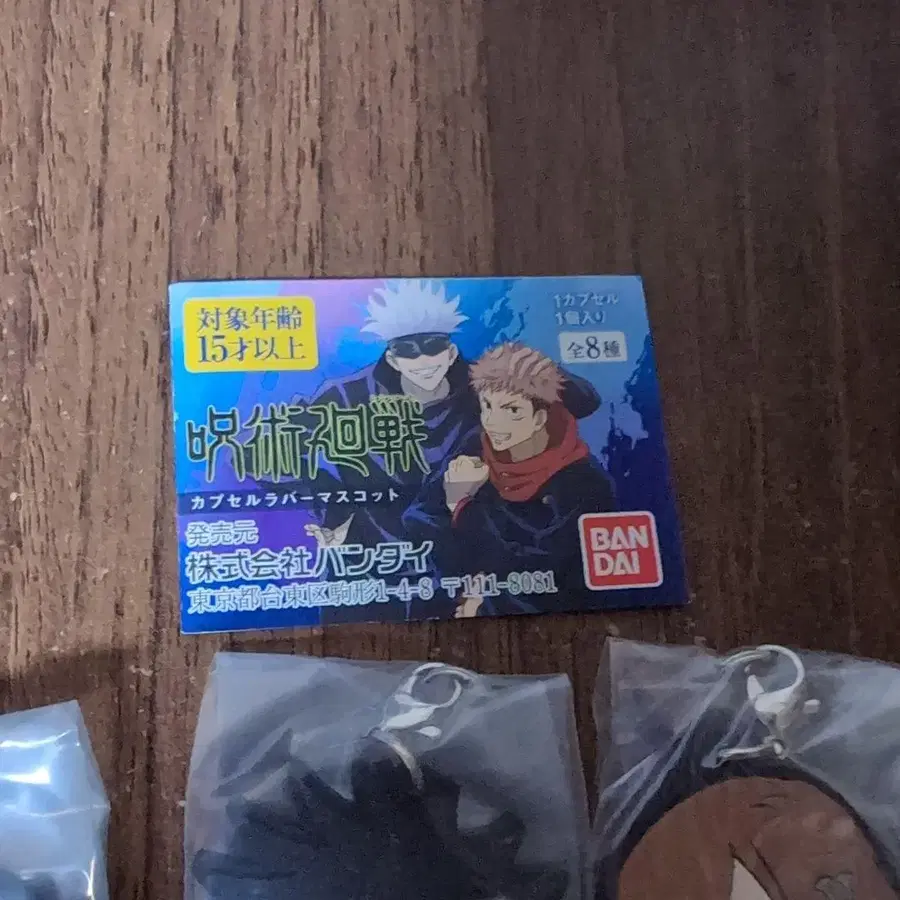 対象年齢
15才以上
1カプセル
1個入り
全8種
呪術廻戦
カプセルラバーマスコット
発売元
株式会社バンダイ
東京都台東区駒形1-4-8 〒111-8081
BAN
DAI